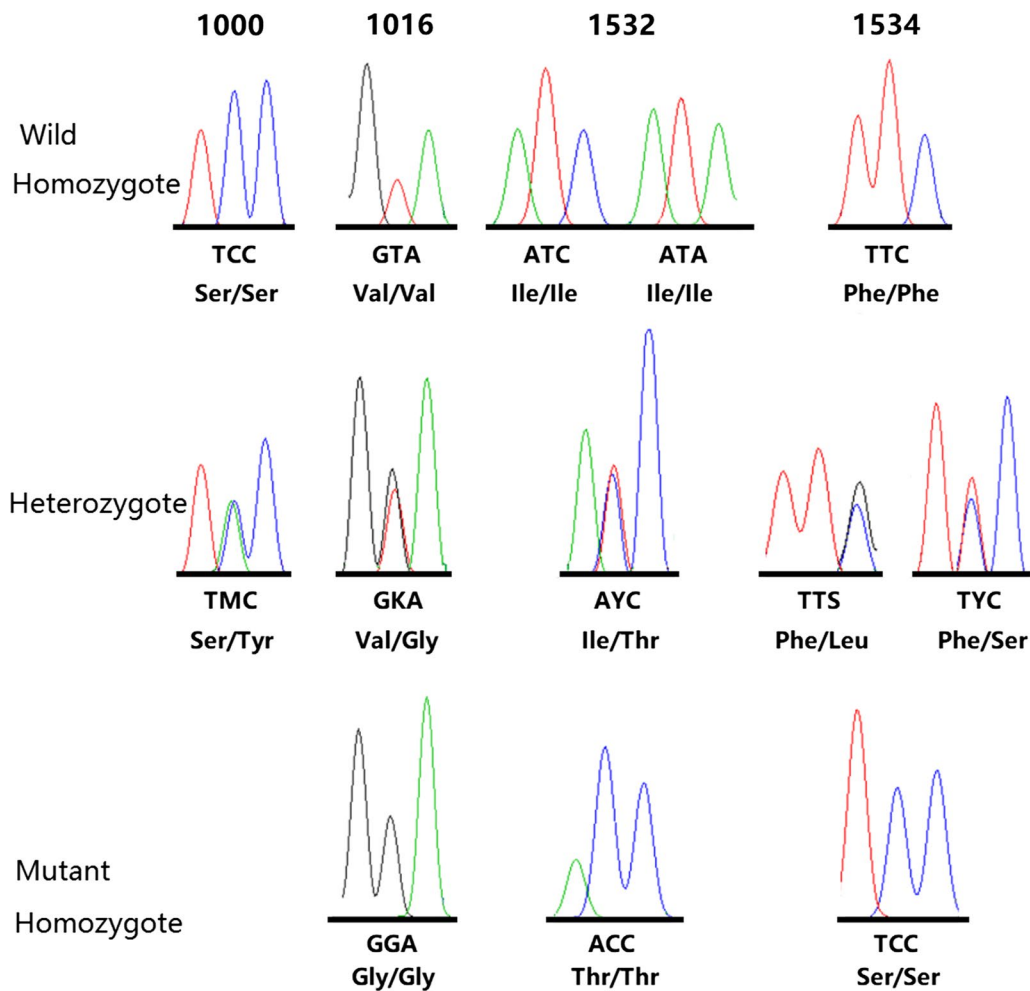 1000 1016 1532 1534
Wild
Homozygote
TCC GTA ATC ATA TTC
Ser/Ser Val/Val Ile/Ile Ile/Ile Phe/Phe
Heterozygote
TMC GKA AYC TTS TYC
Ser/Tyr Val/Gly Ile/Thr Phe/Leu Phe/Ser
Mutant
Homozygote
GGA ACC TCC
Gly/Gly Thr/Thr Ser/Ser